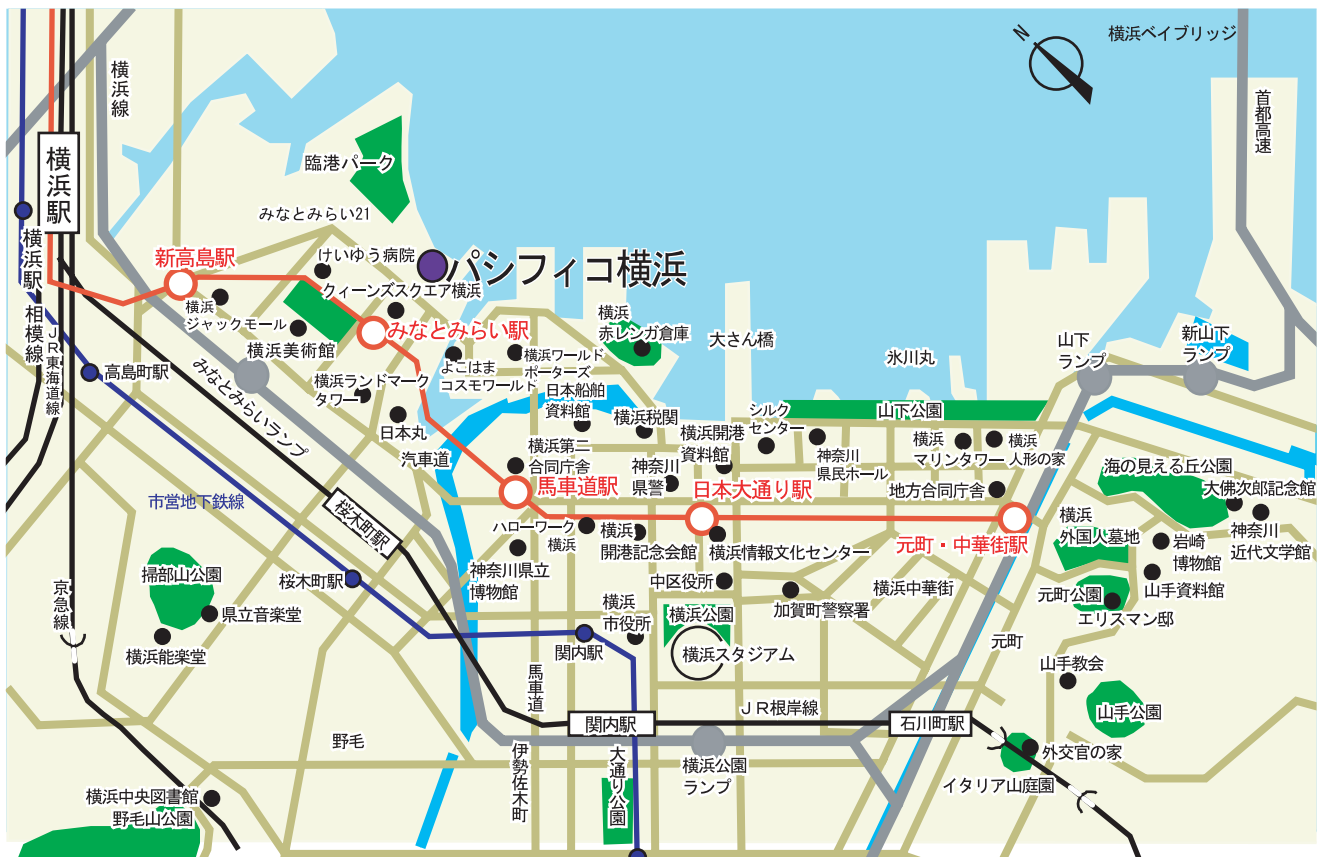 N
横浜ベイブリッジ
横浜線
首都高速
横浜駅
臨港パーク
みなとみらい21
横浜駅
新高島駅
けいゆう病院
パシフィコ横浜
クィーンズスクエア横浜
横浜
ジャックモール
みなとみらい駅
横浜
赤レンガ倉庫
大さん橋
氷川丸
山下
ランプ
新山下
ランプ
相模線
JR東海道線
高島町駅
横浜美術館
みなとみらいランプ
よこはま
コスモワールド
横浜ワールド
ポーターズ
横浜ランドマーク
タワー
日本船舶
資料館
日本丸
横浜税関
横浜開港
資料館
シルク
センター
山下公園
神奈川
県民ホール
横浜
マリンタワー
横浜
人形の家
汽車道
横浜第二
合同庁舎
神奈川
県警
海の見える丘公園
大佛次郎記念館
地方合同庁舎
馬車道駅
日本大通り駅
市営地下鉄線
桜木町駅
ハローワーク
横浜
横浜
開港記念会館
横浜情報文化センター
元町・中華街駅
横浜
外国人墓地
岩崎
博物館
神奈川
近代文学館
神奈川県立
博物館
中区役所
加賀町警察署
横浜中華街
山手資料館
元町公園
エリスマン邸
掃部山公園
桜木町駅
京急線
県立音楽堂
横浜
市役所
横浜公園
横浜能楽堂
関内駅
横浜スタジアム
元町
山手教会
馬車道
関内駅
JR根岸線
石川町駅
山手公園
野毛
伊勢佐木町
大通り公園
横浜公園
ランプ
外交官の家
イタリア山庭園
横浜中央図書館
野毛山公園